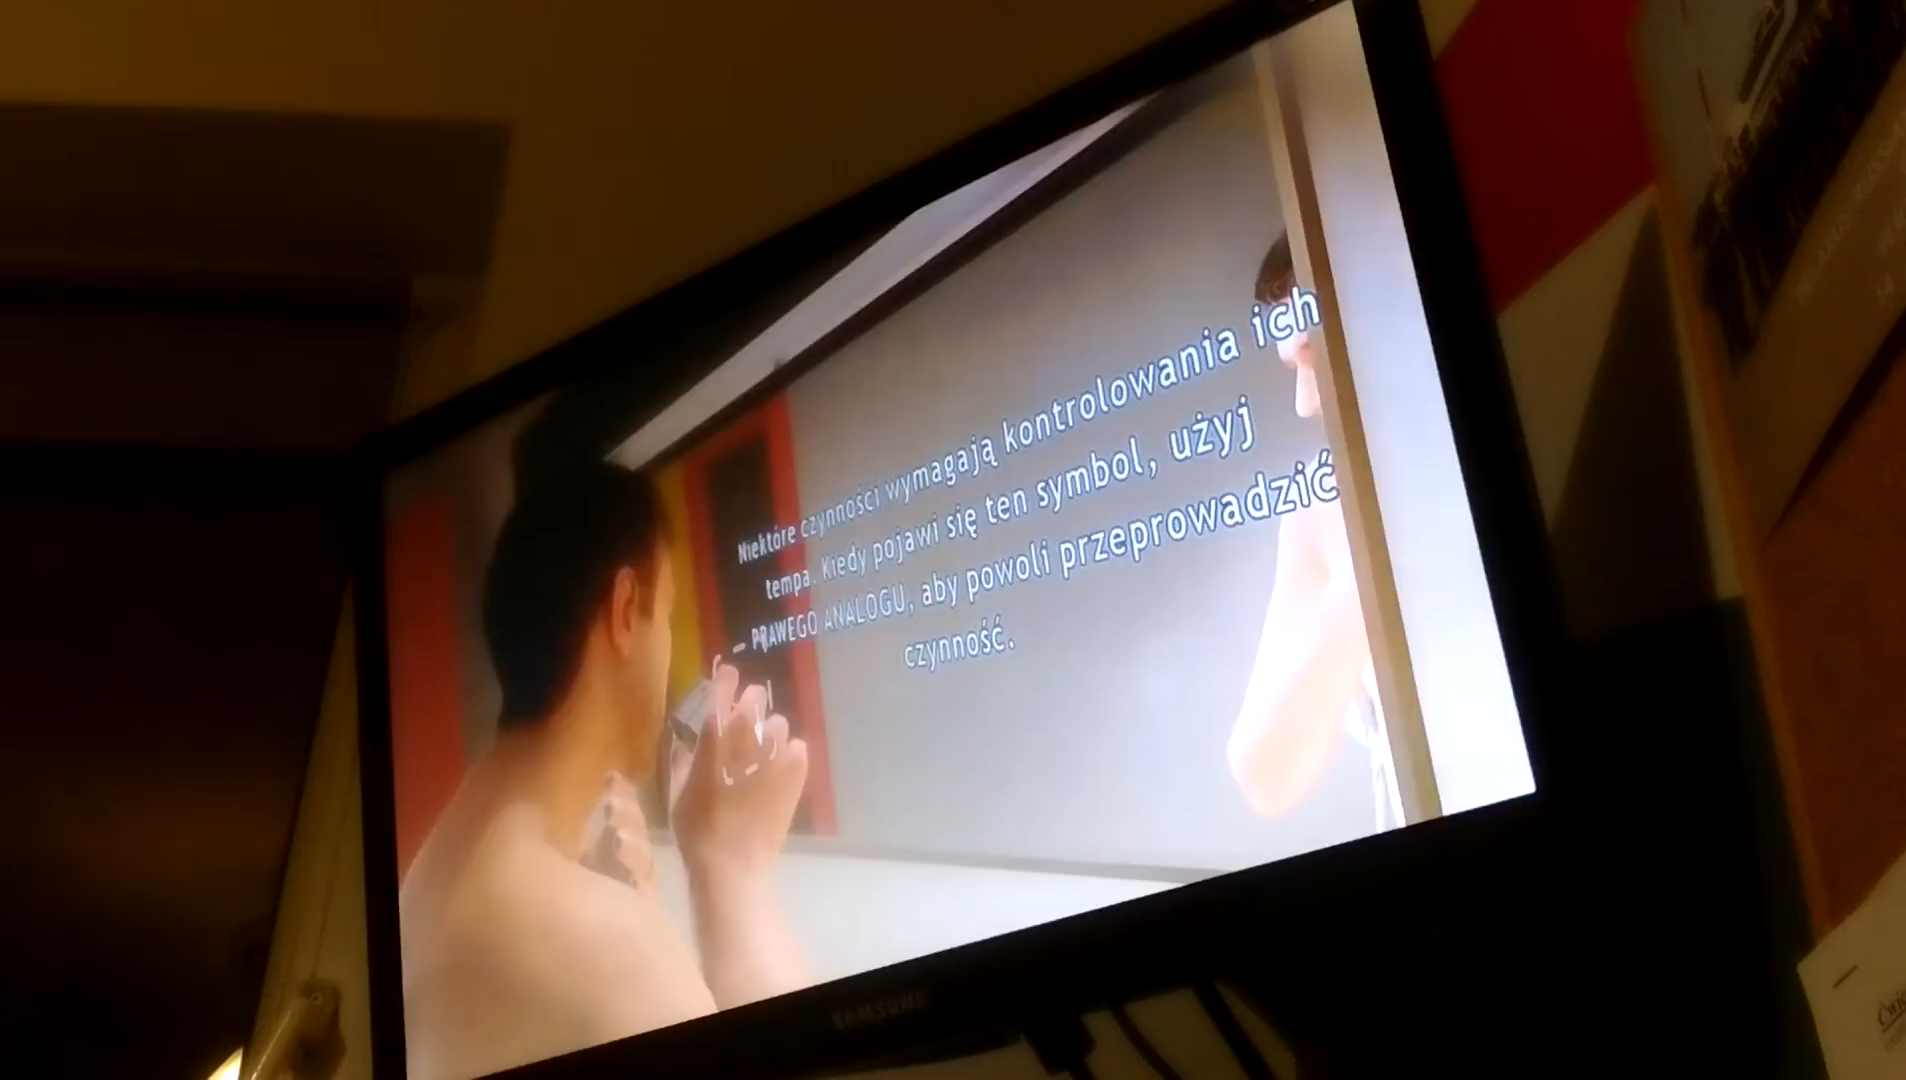 Niektóre czynności wymagają kontrolowania ich
tempa. Kiedy pojawi się ten symbol, użyj
PRAWEGO ANALOGU, aby powoli przeprowadzić
czynność.
SAMSUNG